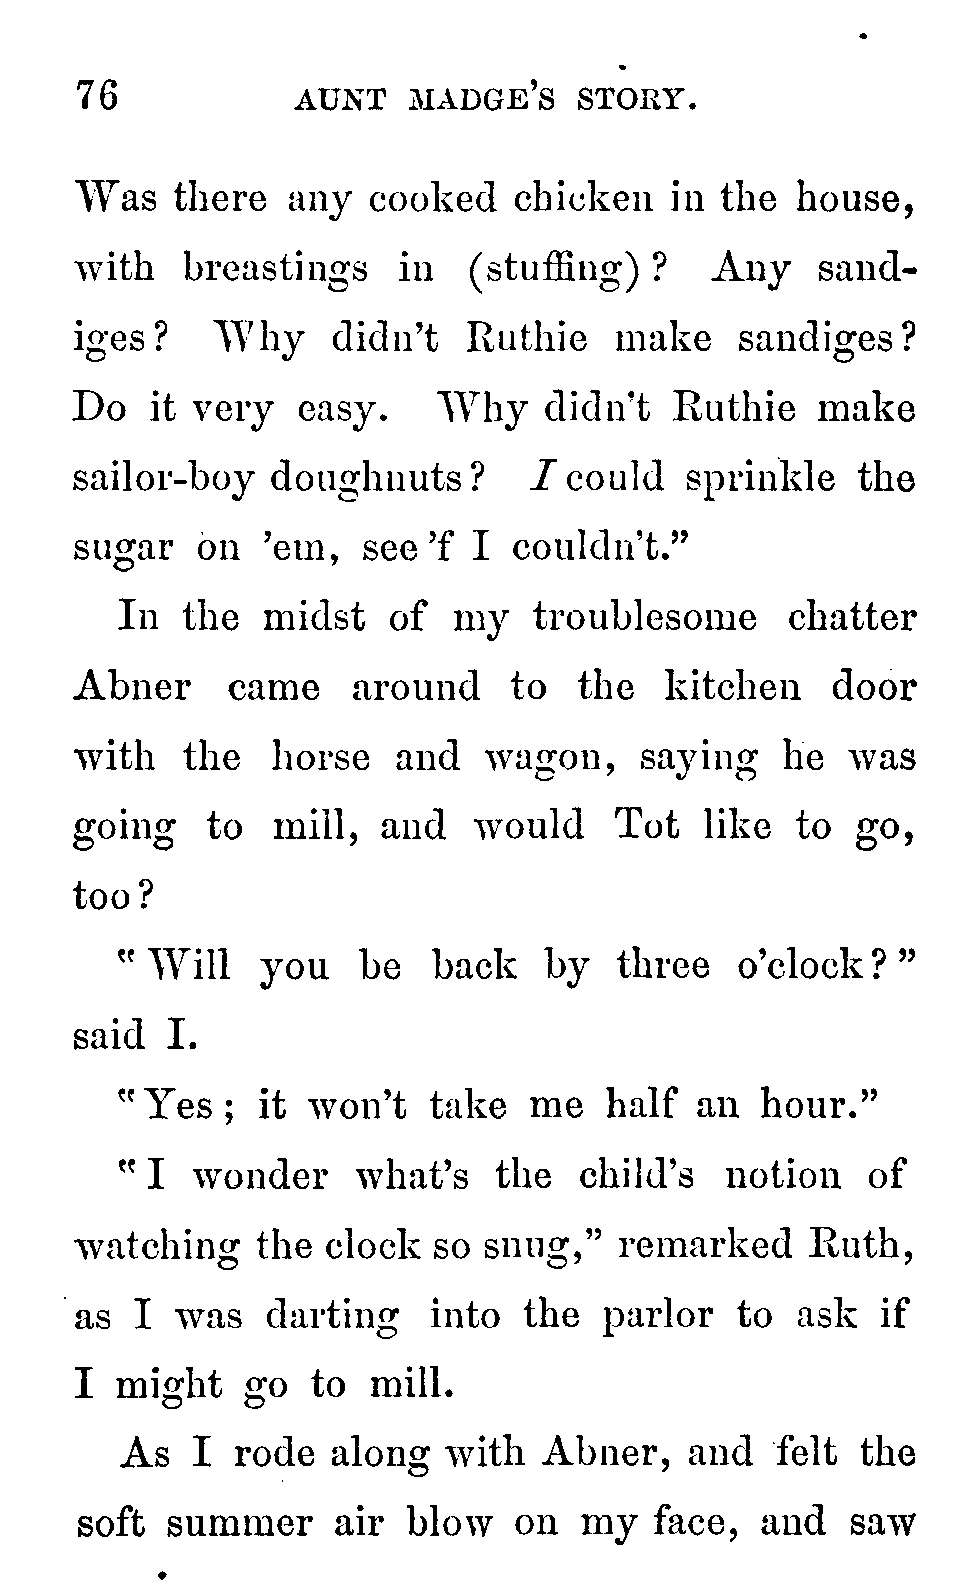 76 AUNT MADGE'S STORY.
Was there any cooked chicken in the house,
with breastings in (stuffing)? Any sand-
iges? Why didn't Ruthie make sandiges?
Do it very easy. Why didn't Ruthie make
sailor-boy doughnuts? I could sprinkle the
sugar on 'em, see 'f I couldn't."
In the midst of my troublesome chatter
Abner came around to the kitchen door
with the horse and wagon, saying he was
going to mill, and would Tot like to go,
too?
"Will you be back by three o'clock?"
said I.
"Yes; it won't take me half an hour."
"I wonder what's the child's notion of
watching the clock so snug," remarked Ruth,
as I was darting into the parlor to ask if
I might go to mill.
As I rode along with Abner, and felt the
soft summer air blow on my face, and saw